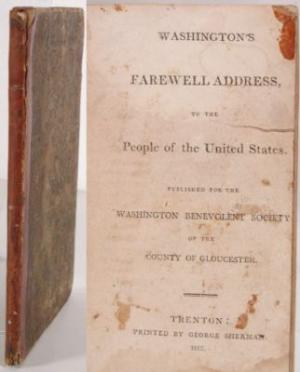 WASHINGTON'S
FAREWELL ADDRESS,
TO THE
People of the United States.
PUBLISHED FOR THE
WASHINGTON BENEVOLENT SOCIETY
OF THE
COUNTY OF GLOUCESTER.
TRENTON:
PRINTED BY GEORGE SHERMAN.